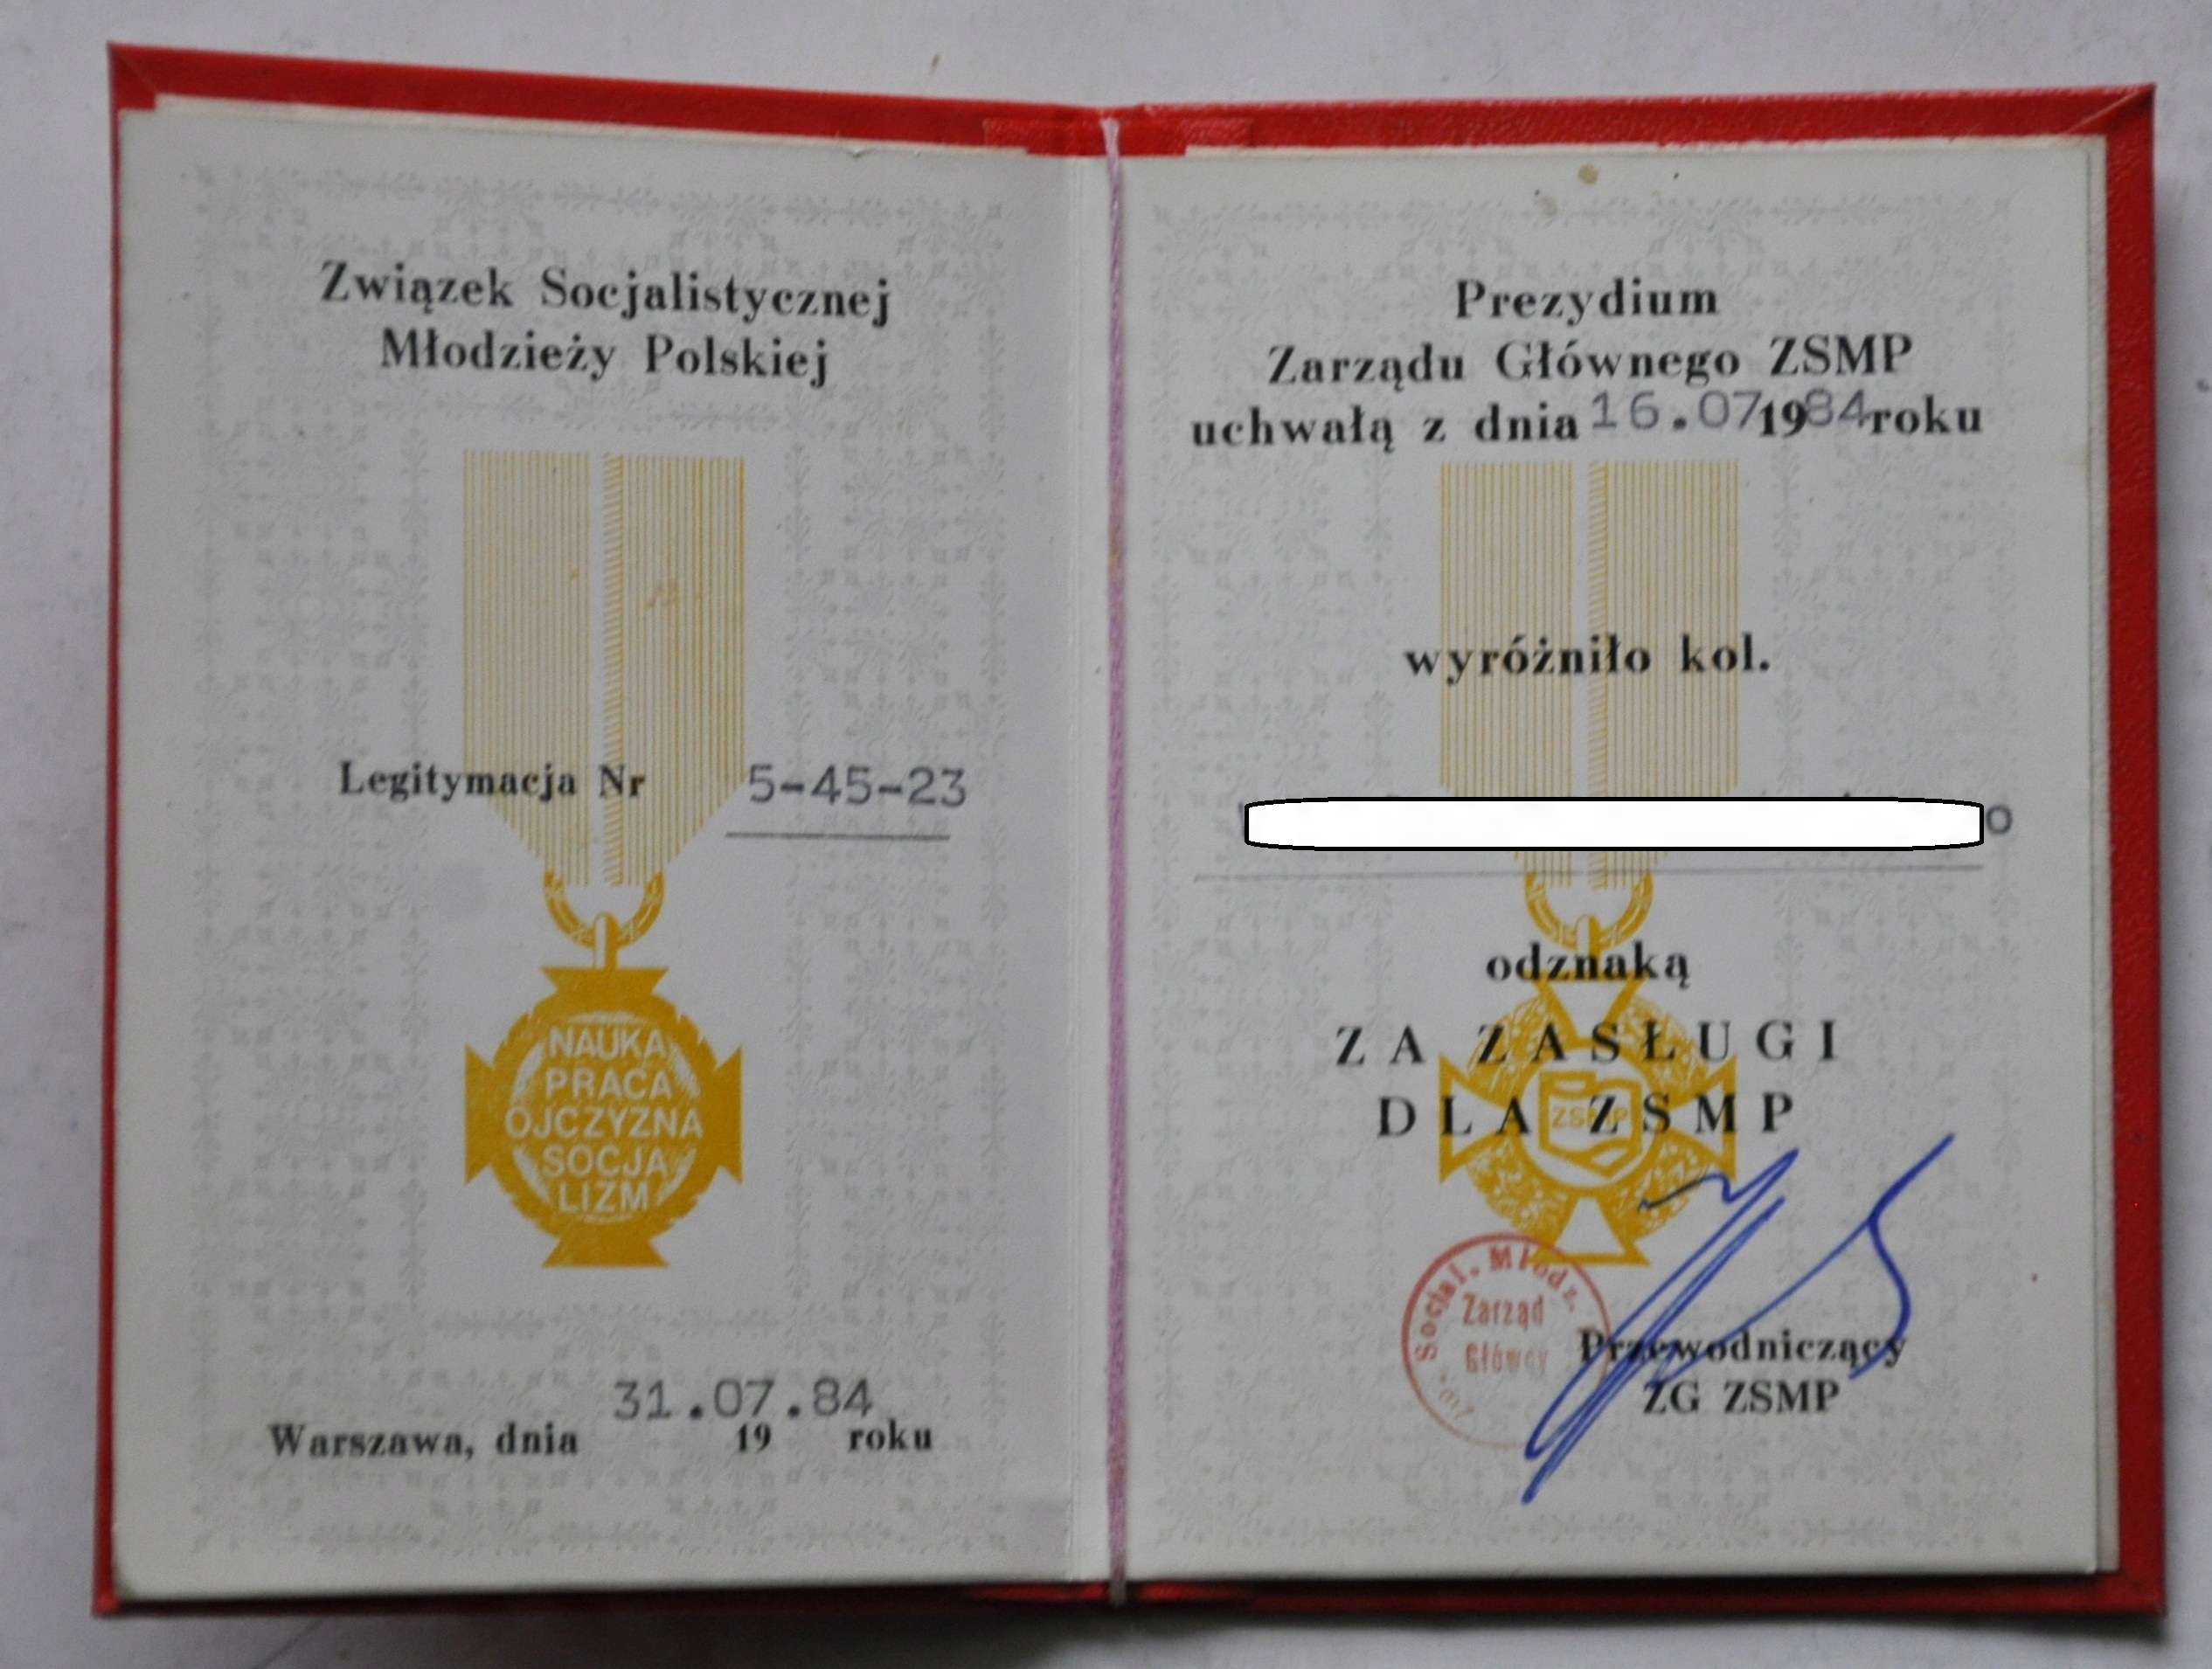 Związek Socjalistycznej
Młodzieży Polskiej
Legitymacja Nr 5-45-23
NAUKA
PRACA
OJCZYZNA
SOCJA
LIZM
31.07.84
Warszawa, dnia 19 roku
Prezydium
Zarządu Głównego ZSMP
uchwałą z dnia 16.07 1984 roku
wyróżniło kol.
o
odznaką
ZA ZASŁUGI
DLA ZSMP
ZSMP
Socjal. Młodz.
Zarząd
Przewodniczący
ZG ZSMP